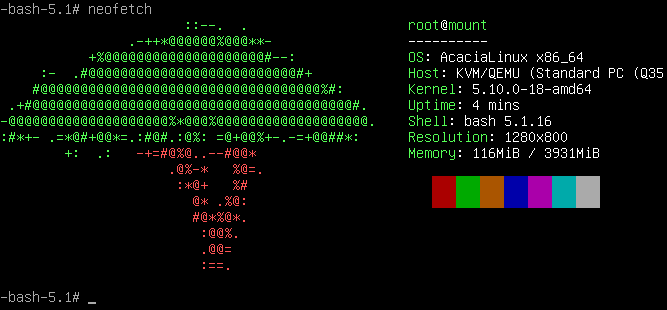 -bash-5.1# neofetch
root@mount
----------
OS: AcaciaLinux x86_64
Host: KVM/QEMU (Standard PC (Q35
Kernel: 5.10.0-18-amd64
Uptime: 4 mins
Shell: bash 5.1.16
Resolution: 1280x800
Memory: 116MiB / 3931MiB
-bash-5.1# _